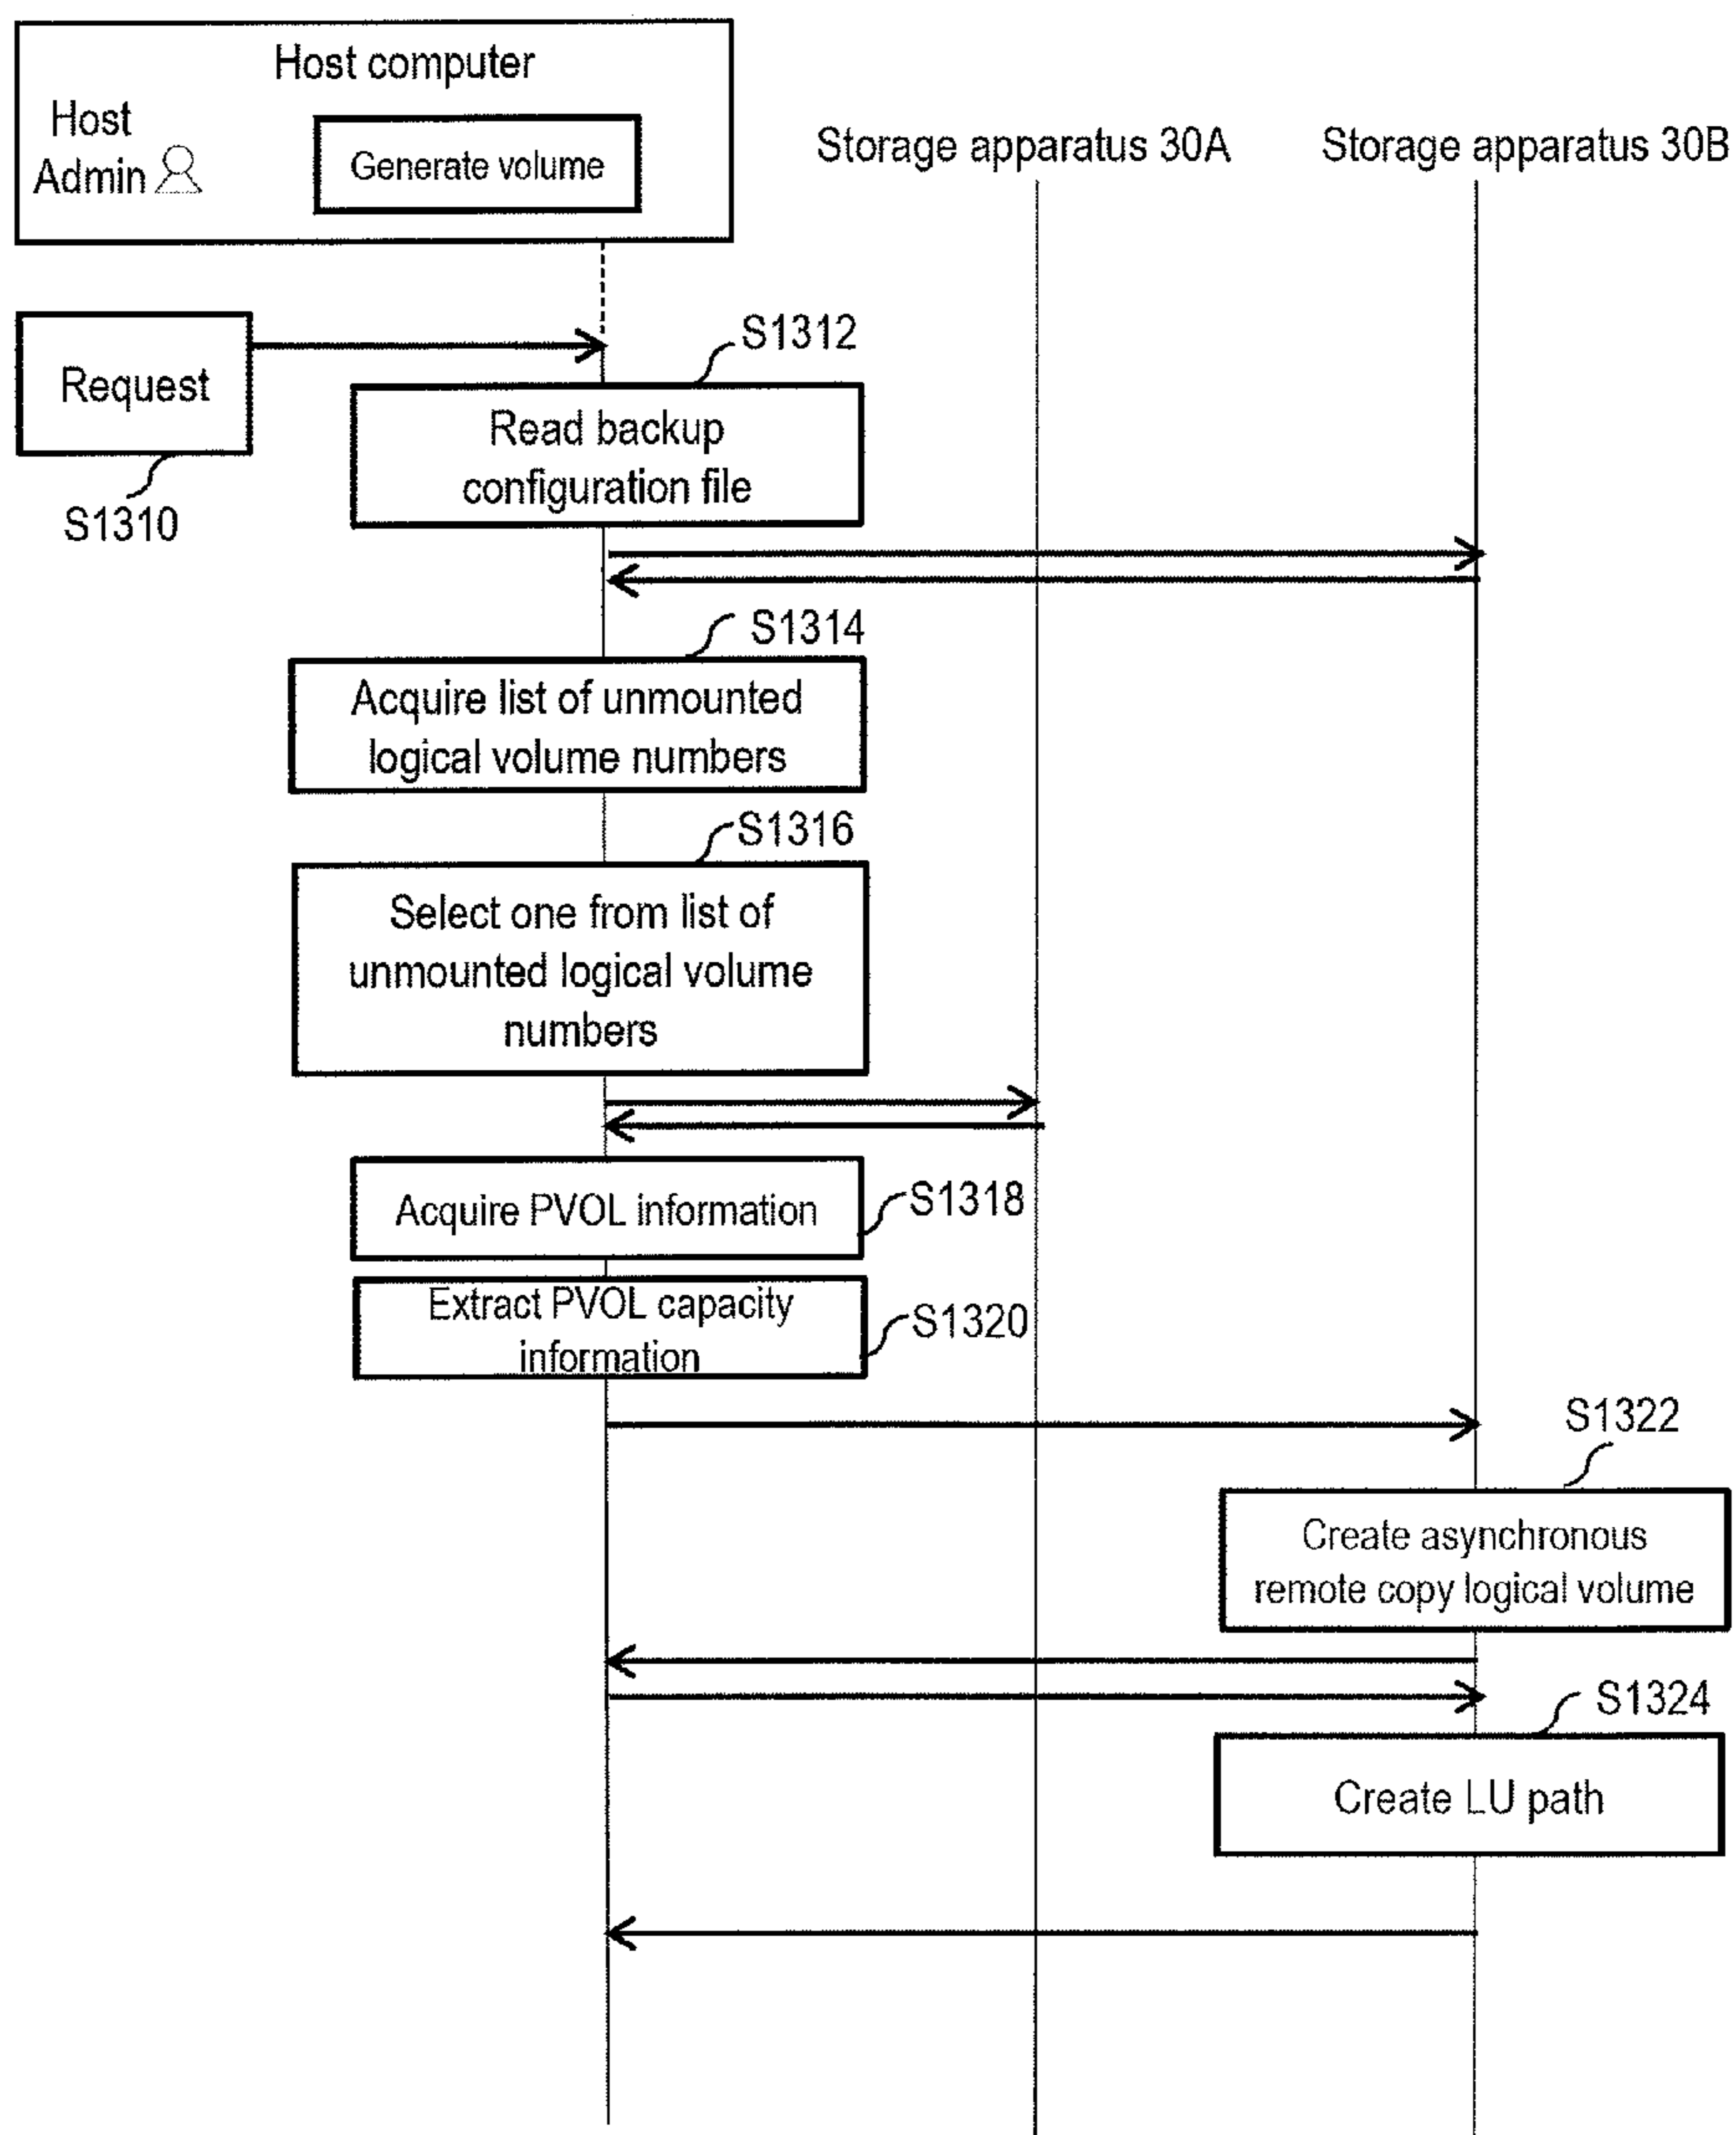 Host computer
Host
Admin
Generate volume
Storage apparatus 30A
Storage apparatus 30B
Request
S1310
S1312
Read backup
configuration file
S1314
Acquire list of unmounted
logical volume numbers
S1316
Select one from list of
unmounted logical volume
numbers
Acquire PVOL information
S1318
Extract PVOL capacity
information
S1320
S1322
Create asynchronous
remote copy logical volume
S1324
Create LU path